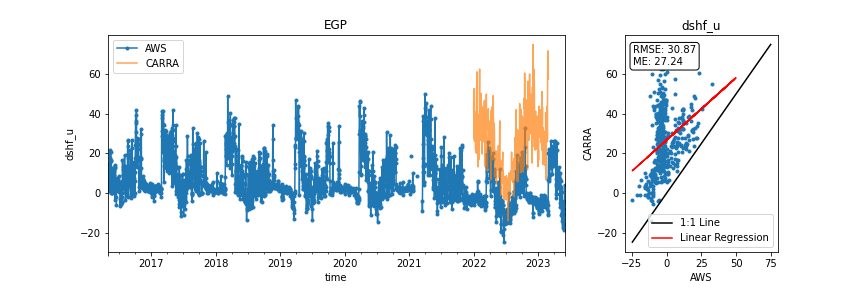 EGP
AWS
CARRA
dshf_u
60
40
20
0
−20
2017
2018
2019
2020
2021
2022
2023
time
dshf_u
RMSE: 30.87
ME: 27.24
CARRA
60
40
20
0
−20
1:1 Line
Linear Regression
−25
0
25
50
75
AWS